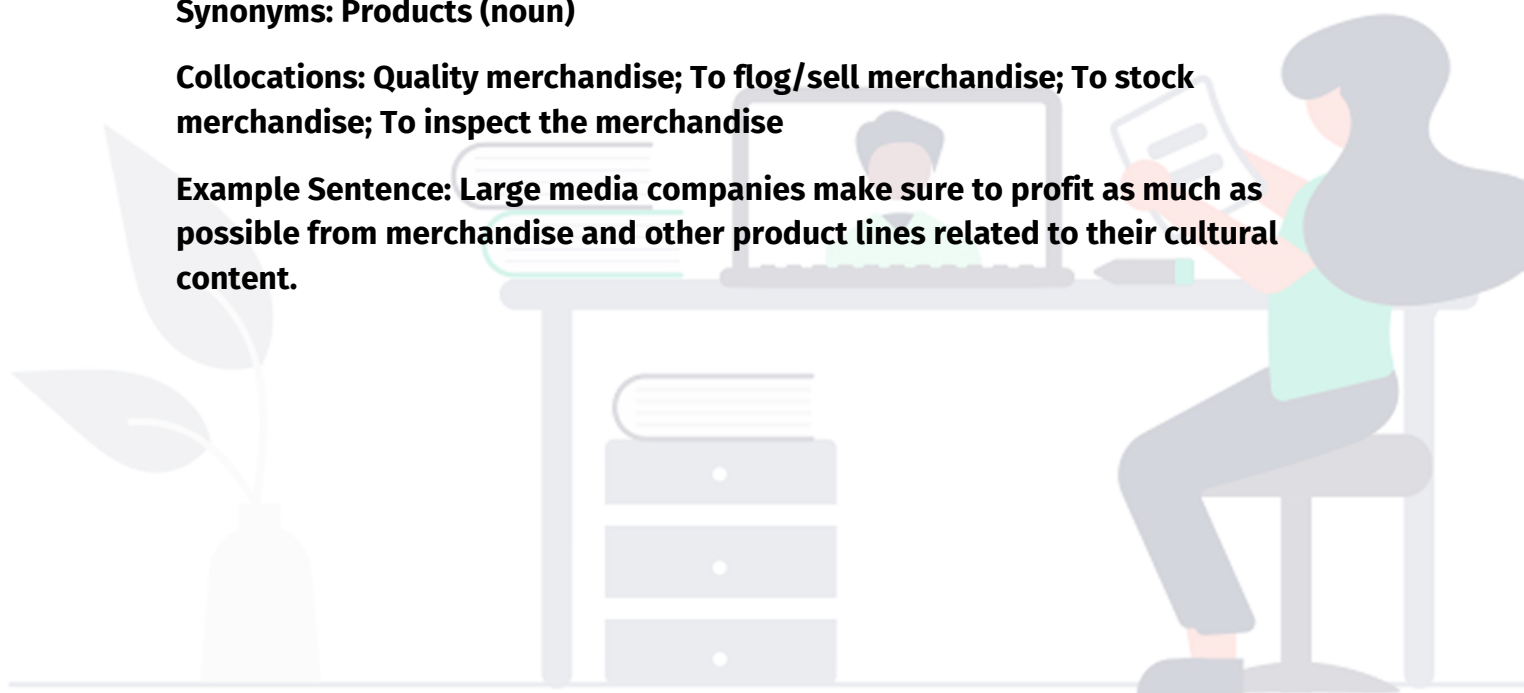 Synonyms: Products (noun)
Collocations: Quality merchandise; To flog/sell merchandise; To stock
merchandise; To inspect the merchandise
Example Sentence: Large media companies make sure to profit as much as
possible from merchandise and other product lines related to their cultural
content.